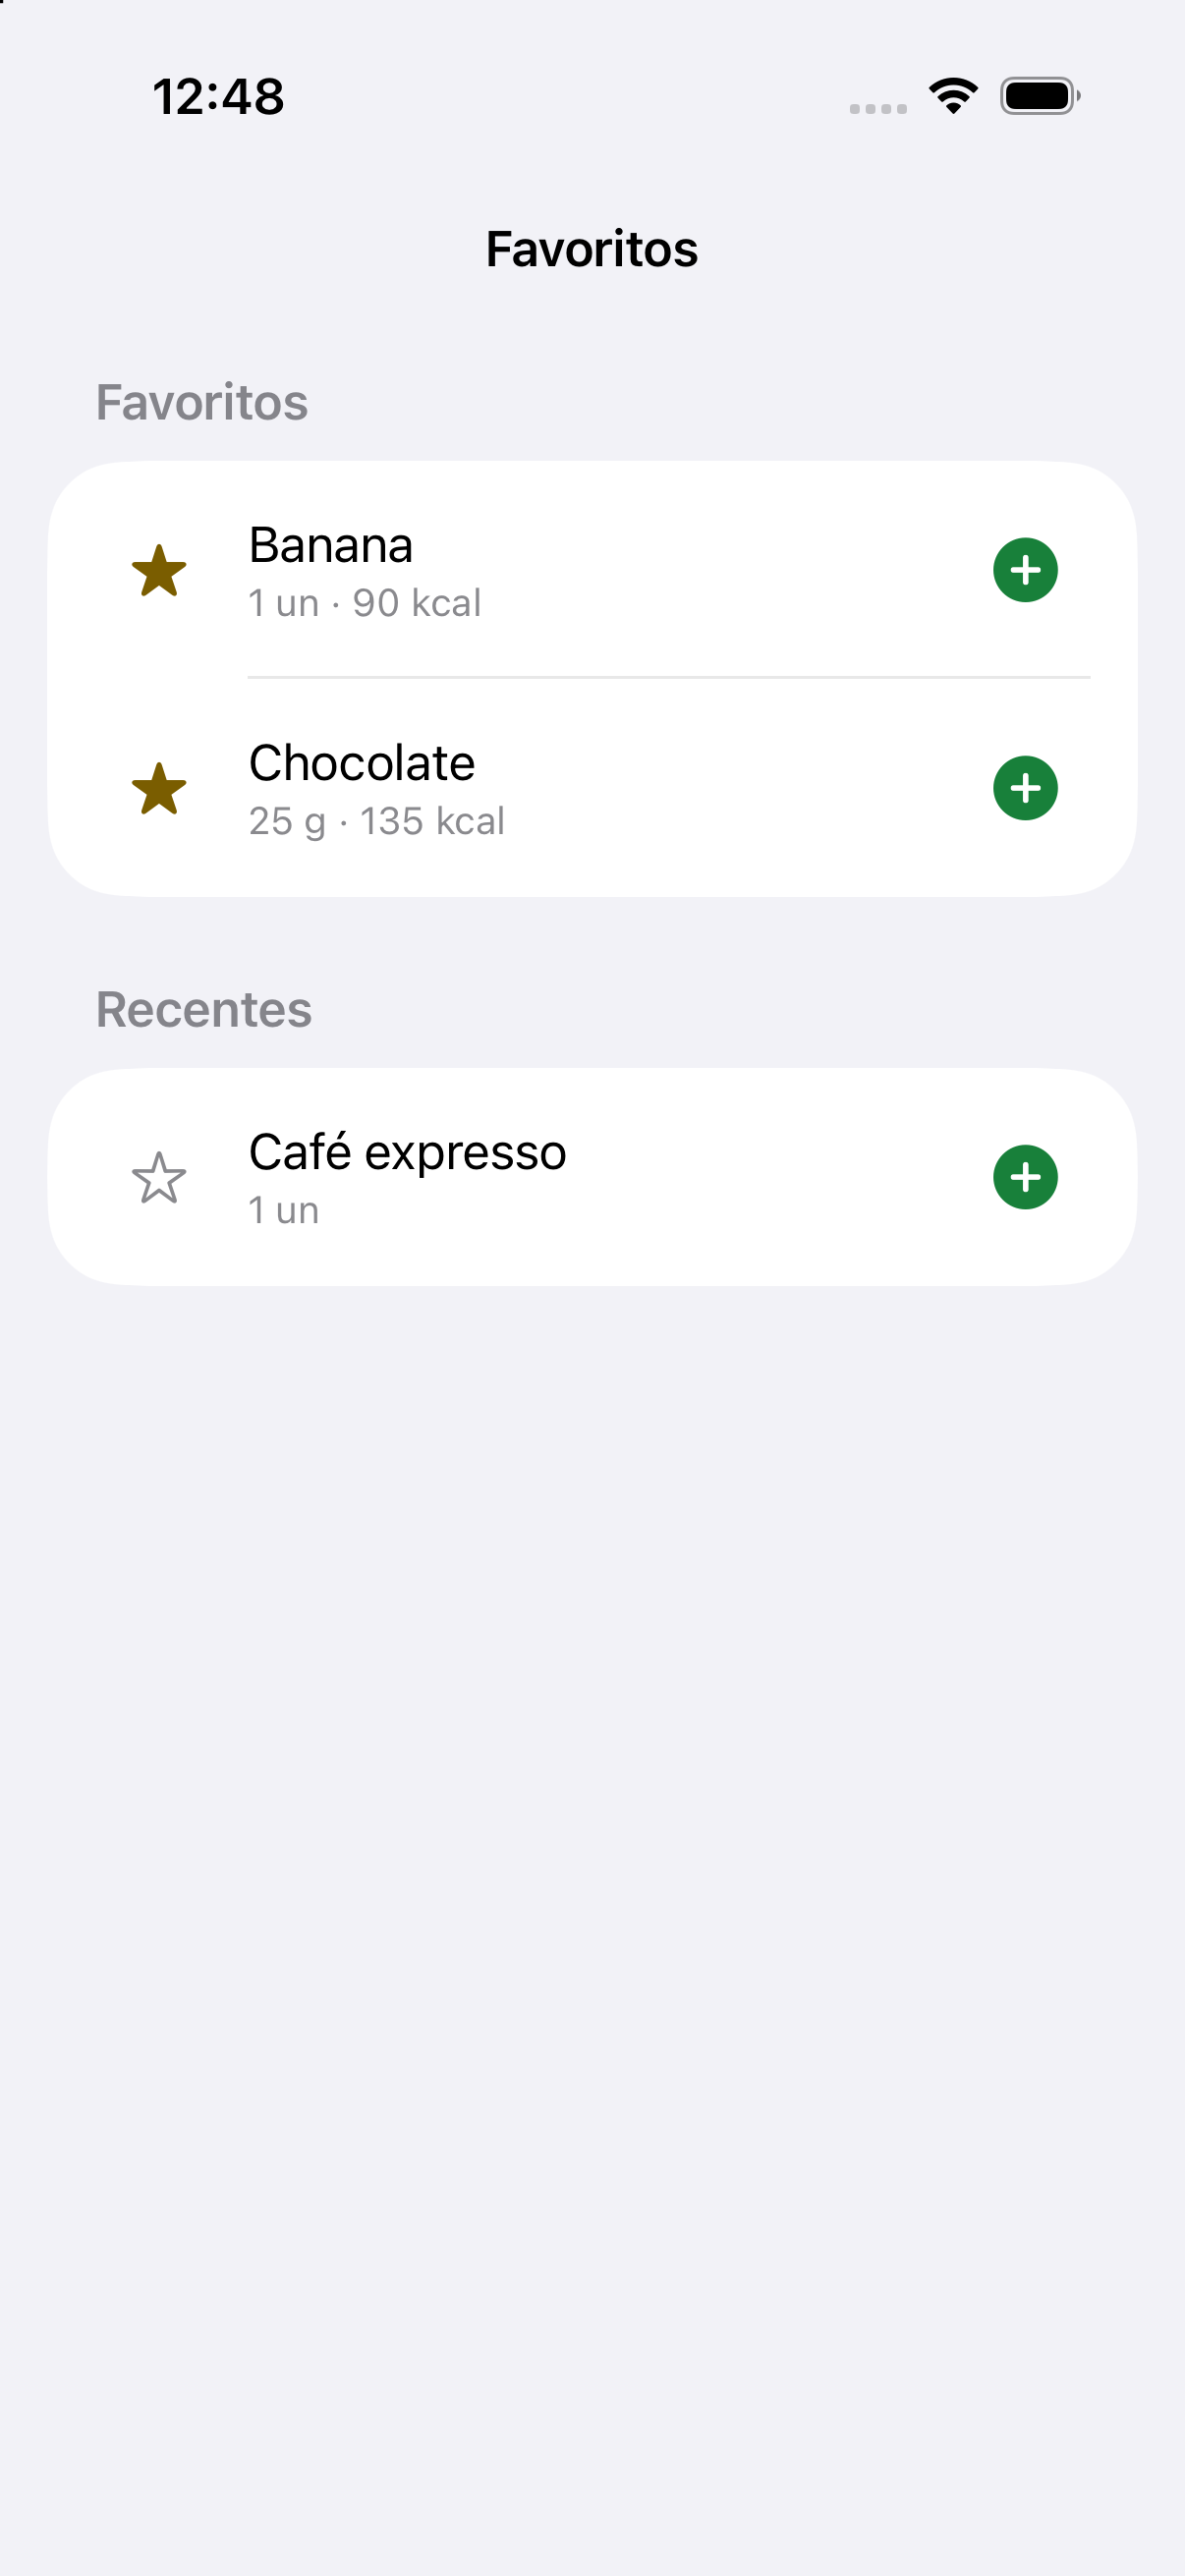 12:48
Favoritos
Favoritos
Banana
1 un · 90 kcal
Chocolate
25 g · 135 kcal
Recentes
Café expresso
1 un